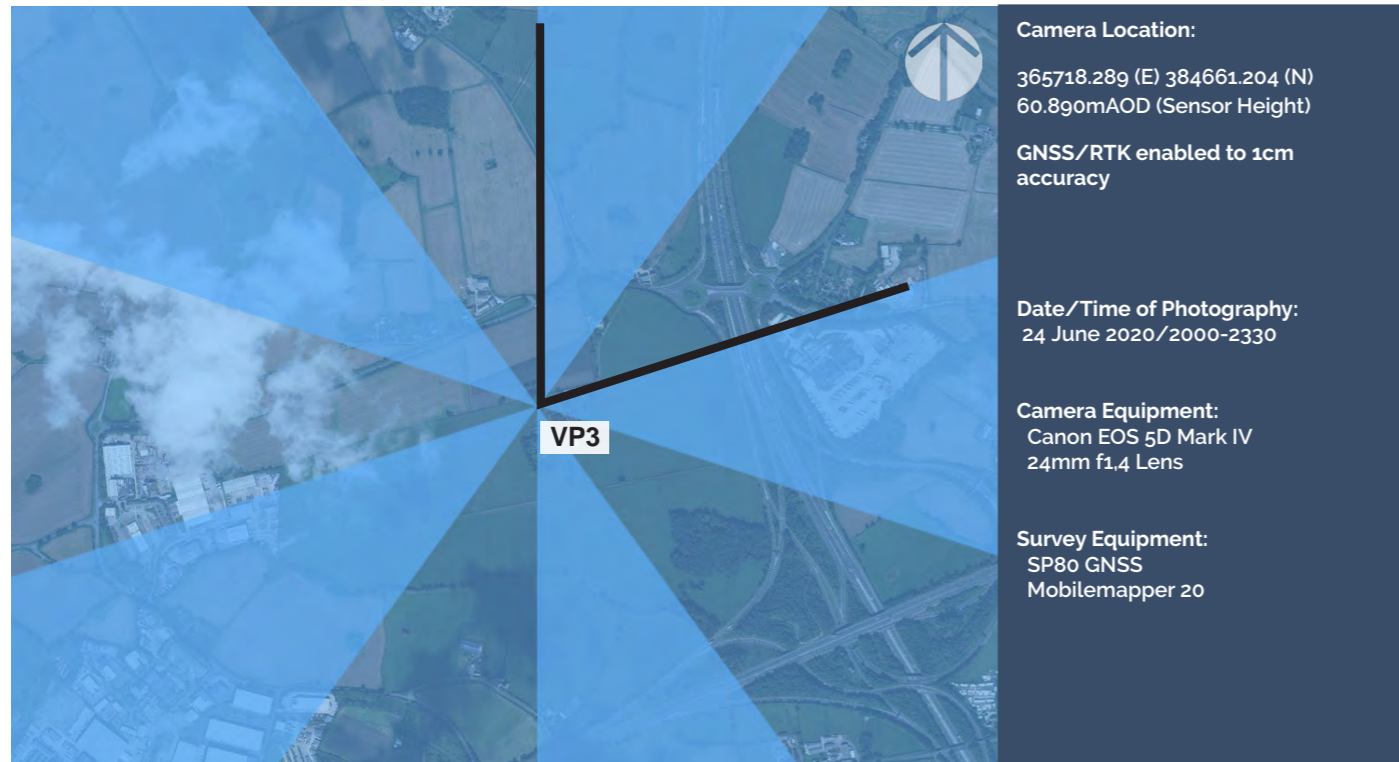 Camera Location:
365718.289 (E) 384661.204 (N)
60.890mAOD (Sensor Height)
GNSS/RTK enabled to 1cm
accuracy
Date/Time of Photography:
24 June 2020/2000-2330
Camera Equipment:
Canon EOS 5D Mark IV
24mm f1,4 Lens
Survey Equipment:
SP80 GNSS
Mobilemapper 20
VP3